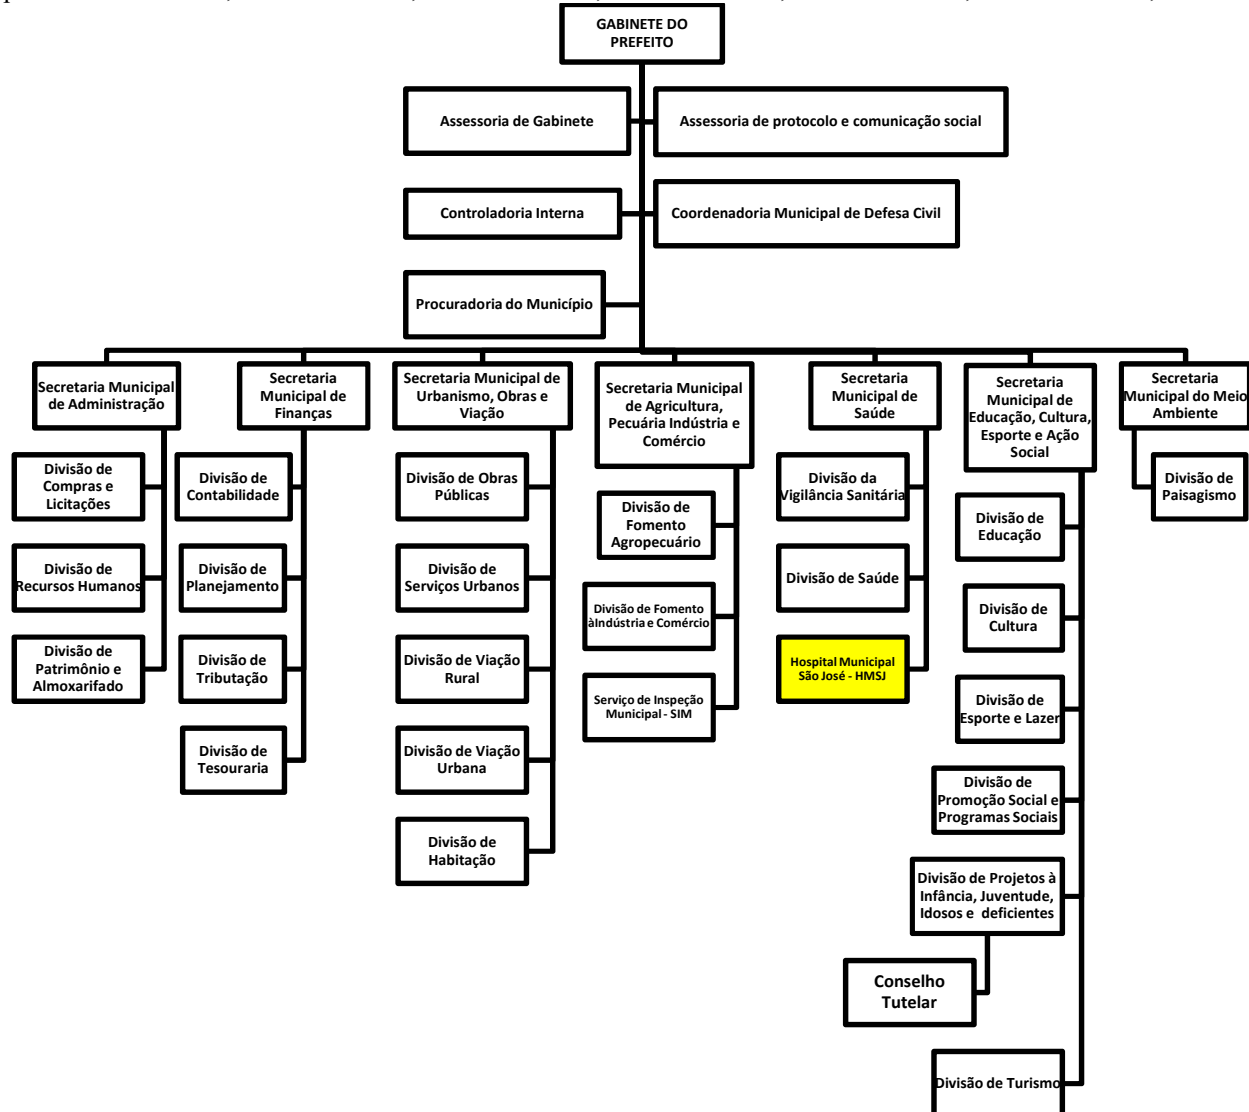 GABINETE DO
PREFEITO
Assessoria de Gabinete
Assessoria de protocolo e comunicação social
Controladoria Interna
Coordenadoria Municipal de Defesa Civil
Procuradoria do Município
Secretaria Municipal
de Administração
Divisão de
Compras e
Licitações
Divisão de
Recursos Humanos
Divisão de
Patrimônio e
Almoxarifado
Secretaria
Municipal de
Finanças
Divisão de
Contabilidade
Divisão de
Planejamento
Divisão de
Tributação
Divisão de
Tesouraria
Secretaria Municipal de
Urbanismo, Obras e
Viação
Divisão de Obras
Públicas
Divisão de
Serviços Urbanos
Divisão de Viação
Rural
Divisão de Viação
Urbana
Divisão de
Habitação
Secretaria Municipal
de Agricultura,
Pecuária Indústria e
Comércio
Divisão de
Fomento
Agropecuário
Divisão de Fomento
àIndústria e Comércio
Serviço de Inspeção
Municipal - SIM
Secretaria
Municipal de
Saúde
Divisão da
Vigilância Sanitária
Divisão de Saúde
Hospital Municipal
São José - HMSJ
Secretaria
Municipal de
Educação, Cultura,
Esporte e Ação
Social
Divisão de
Educação
Divisão de
Cultura
Divisão de
Esporte e Lazer
Divisão de
Promoção Social e
Programas Sociais
Divisão de Projetos à
Infância, Juventude,
Idosos e deficientes
Conselho
Tutelar
Divisão de Turismo
Secretaria
Municipal do Meio
Ambiente
Divisão de
Paisagismo